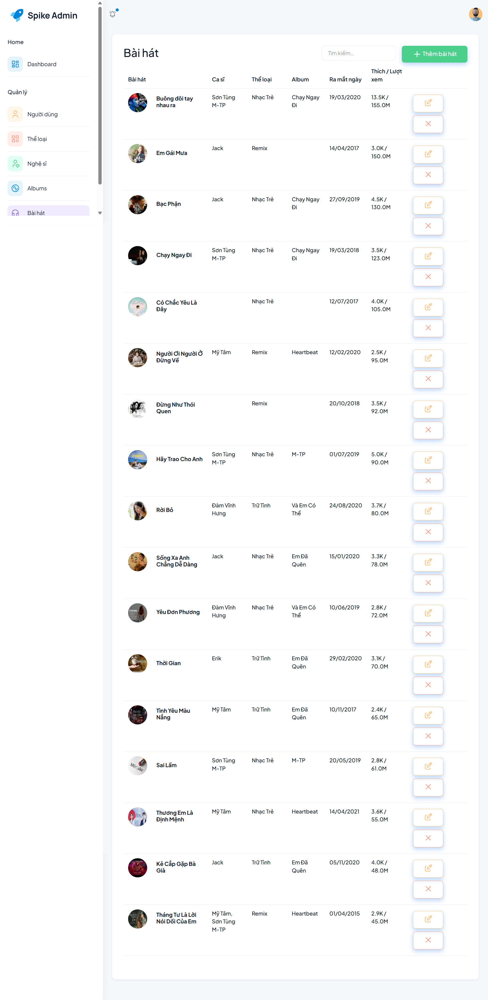 Spike Admin
Home
Dashboard
Quản lý
Người dùng
Thể loại
Nghệ sĩ
Albums
Bài hát
Bài hát
Tìm kiếm...
Thêm bài hát
Bài hát
Ca sĩ
Thể loại
Album
Ra mắt ngày
Thích / Lượt
xem
Buông đôi tay
nhau ra
Sơn Tùng
M-TP
Nhạc Trẻ
Chạy Ngay
Đi
19/03/2020
13.5K /
155.0M
Em Gái Mưa
Jack
Remix
14/04/2017
3.0K /
150.0M
Bạc Phận
Jack
Nhạc Trẻ
Chạy Ngay
Đi
27/09/2019
4.5K /
130.0M
Chạy Ngay Đi
Sơn Tùng
M-TP
Nhạc Trẻ
Chạy Ngay
Đi
19/03/2018
3.5K /
123.0M
Có Chắc Yêu Là
Đây
Nhạc Trẻ
12/07/2017
4.0K /
105.0M
Người Ơi Người Ở
Đừng Về
Mỹ Tâm
Remix
Heartbeat
12/02/2020
2.5K /
95.0M
Đừng Như Thói
Quen
Remix
20/10/2018
3.5K /
92.0M
Hãy Trao Cho Anh
Sơn Tùng
M-TP
Nhạc Trẻ
M-TP
01/07/2019
5.0K /
90.0M
Rời Bỏ
Đàm Vĩnh
Hưng
Trữ Tình
Và Em Có
Thể
24/08/2020
3.7K /
80.0M
Sống Xa Anh
Chẳng Dễ Dàng
Jack
Nhạc Trẻ
Em Đã
Quên
15/01/2020
3.3K /
78.0M
Yêu Đơn Phương
Đàm Vĩnh
Hưng
Nhạc Trẻ
Và Em Có
Thể
10/06/2019
2.8K /
72.0M
Thời Gian
Erik
Trữ Tình
Em Đã
Quên
29/02/2020
3.1K /
70.0M
Tình Yêu Màu
Nắng
Mỹ Tâm
Trữ Tình
Em Đã
Quên
10/11/2017
2.4K /
65.0M
Mistake
Sai Lầm
Sơn Tùng
M-TP
Nhạc Trẻ
M-TP
20/05/2019
2.8K /
61.0M
Thương Em Là
Định Mệnh
Mỹ Tâm
Nhạc Trẻ
Heartbeat
14/04/2021
3.6K /
55.0M
Kẻ Cắp Gặp Bà
Già
Jack
Trữ Tình
Em Đã
Quên
05/11/2020
4.0K /
48.0M
Tháng Tư Là Lời
Nói Dối Của Em
Mỹ Tâm,
Sơn Tùng
M-TP
Remix
Heartbeat
01/04/2015
2.9K /
45.0M